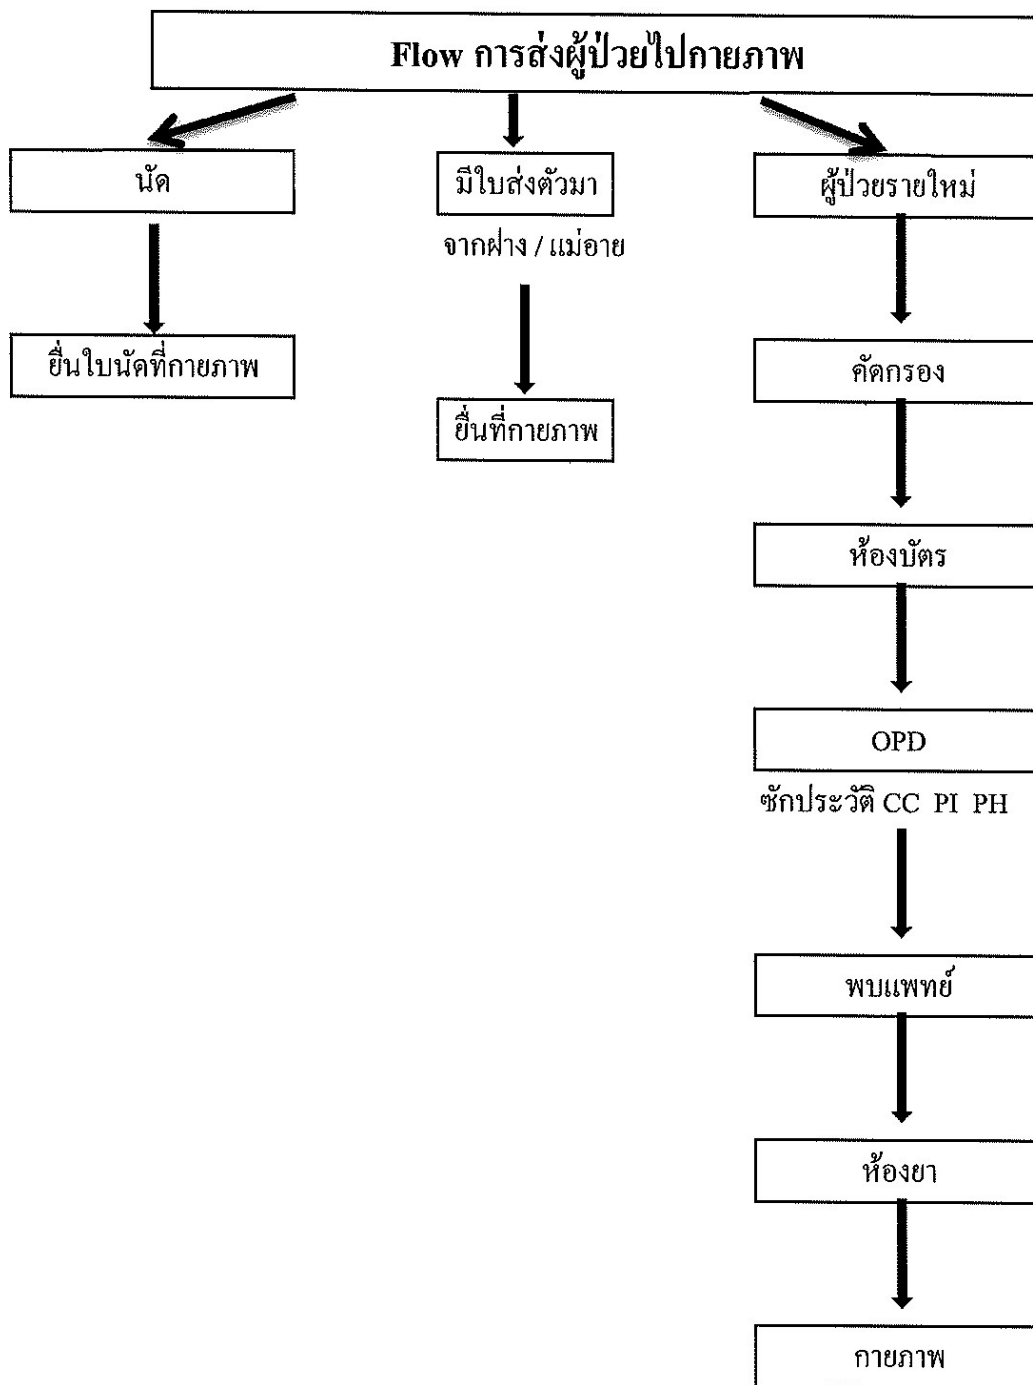 Flow การส่งผู้ป่วยไปกายภาพ
นัด
ยื่นใบนัดที่กายภาพ
มีใบส่งตัวมา
จากฝาง / แม่อาย
ยื่นที่กายภาพ
ผู้ป่วยรายใหม่
คัดกรอง
ห้องบัตร
OPD
ซักประวัติ CC PI PH
พบแพทย์
ห้องยา
กายภาพ